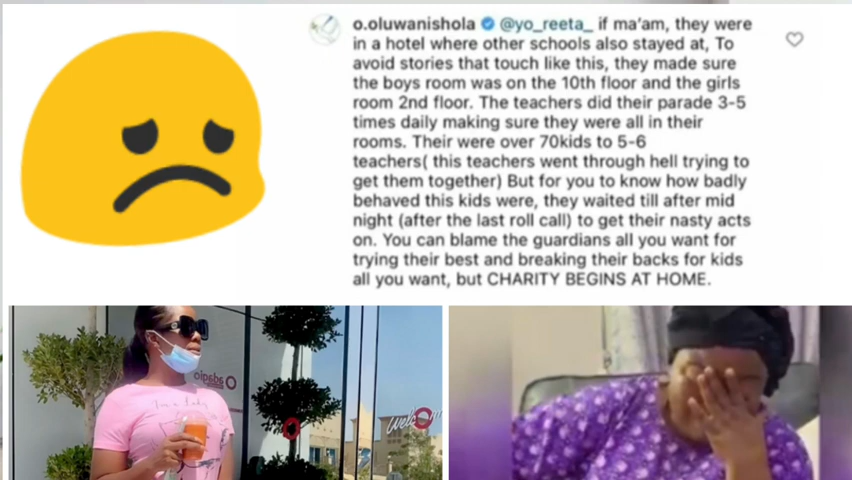 o.oluwanishola @yo_reeta_ if ma'am, they were
in a hotel where other schools also stayed at, To
avoid stories that touch like this, they made sure
the boys room was on the 10th floor and the girls
room 2nd floor. The teachers did their parade 3-5
times daily making sure they were all in their
rooms. Their were over 70kids to 5-6
teachers( this teachers went through hell trying to
get them together) But for you to know how badly
behaved this kids were, they waited till after mid
night (after the last roll call) to get their nasty acts
on. You can blame the guardians all you want for
trying their best and breaking their backs for kids
all you want, but CHARITY BEGINS AT HOME.
adagio
Welcome